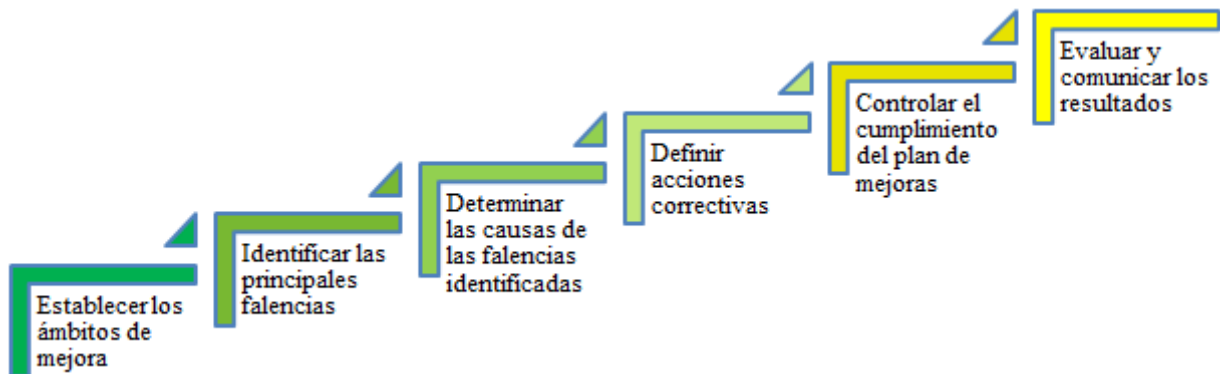 Establecer los
ámbitos de
mejora
Identificar las
principales
falencias
Determinar
las causas de
las falencias
identificadas
Definir
acciones
correctivas
Controlar el
cumplimiento
del plan de
mejoras
Evaluar y
comunicar los
resultados